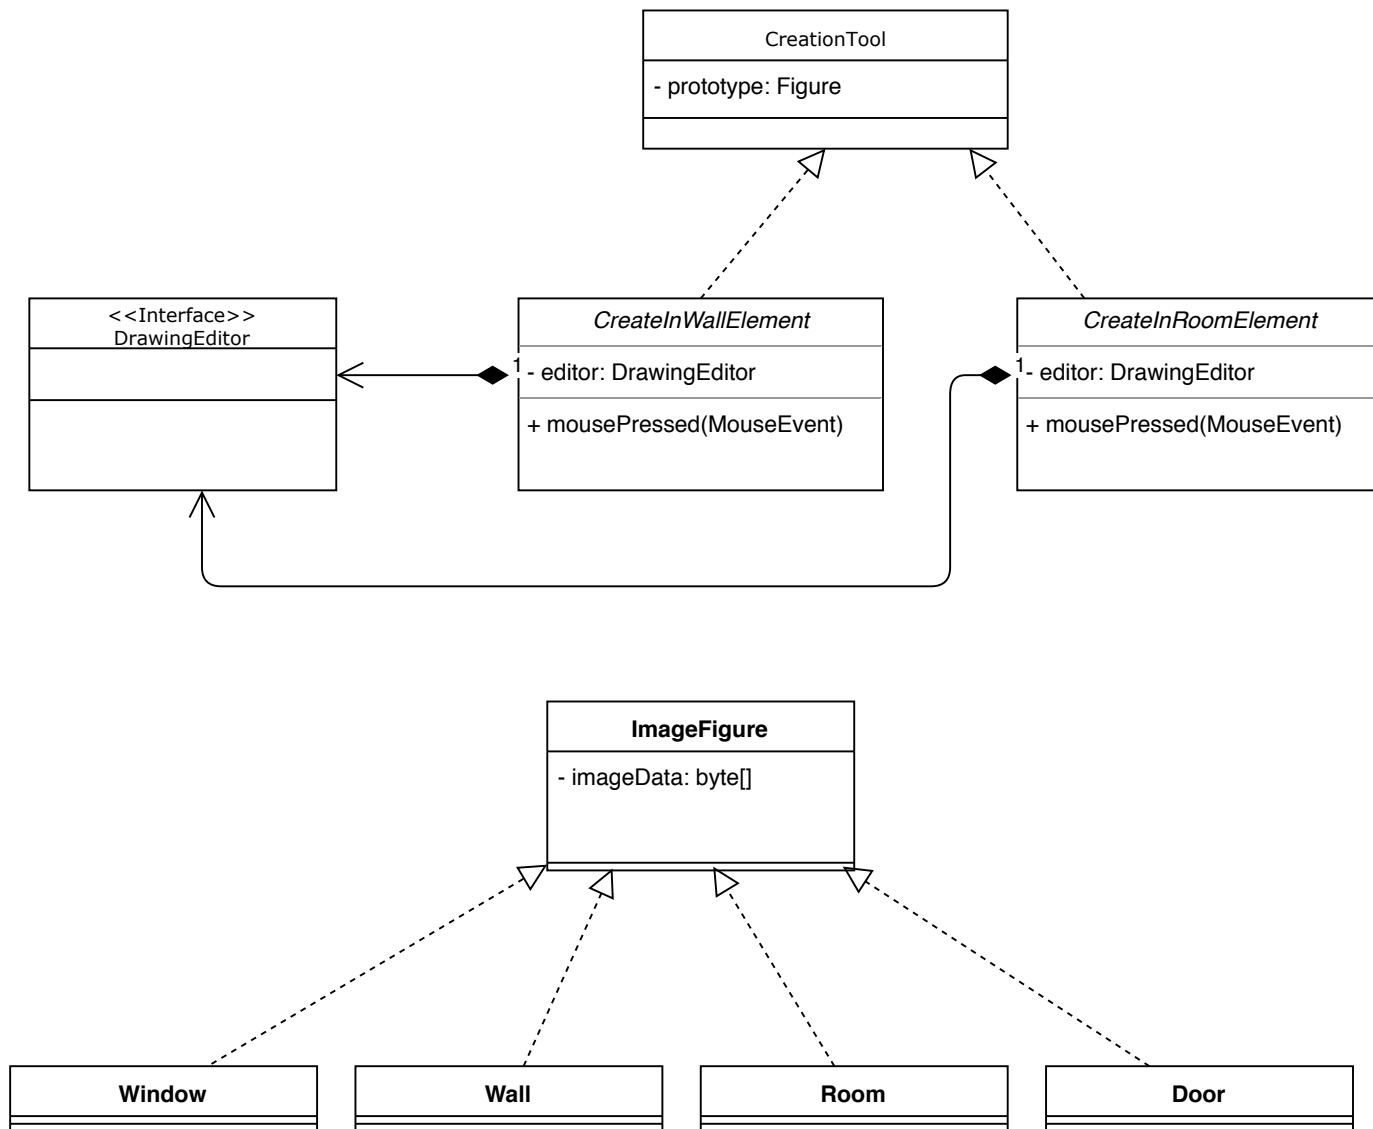 CreationTool
- prototype: Figure
<<Interface>>
DrawingEditor
CreateInWallElement
1
- editor: DrawingEditor
+ mousePressed(MouseEvent)
CreateInRoomElement
1
- editor: DrawingEditor
+ mousePressed(MouseEvent)
ImageFigure
- imageData: byte[]
Window
Wall
Room
Door